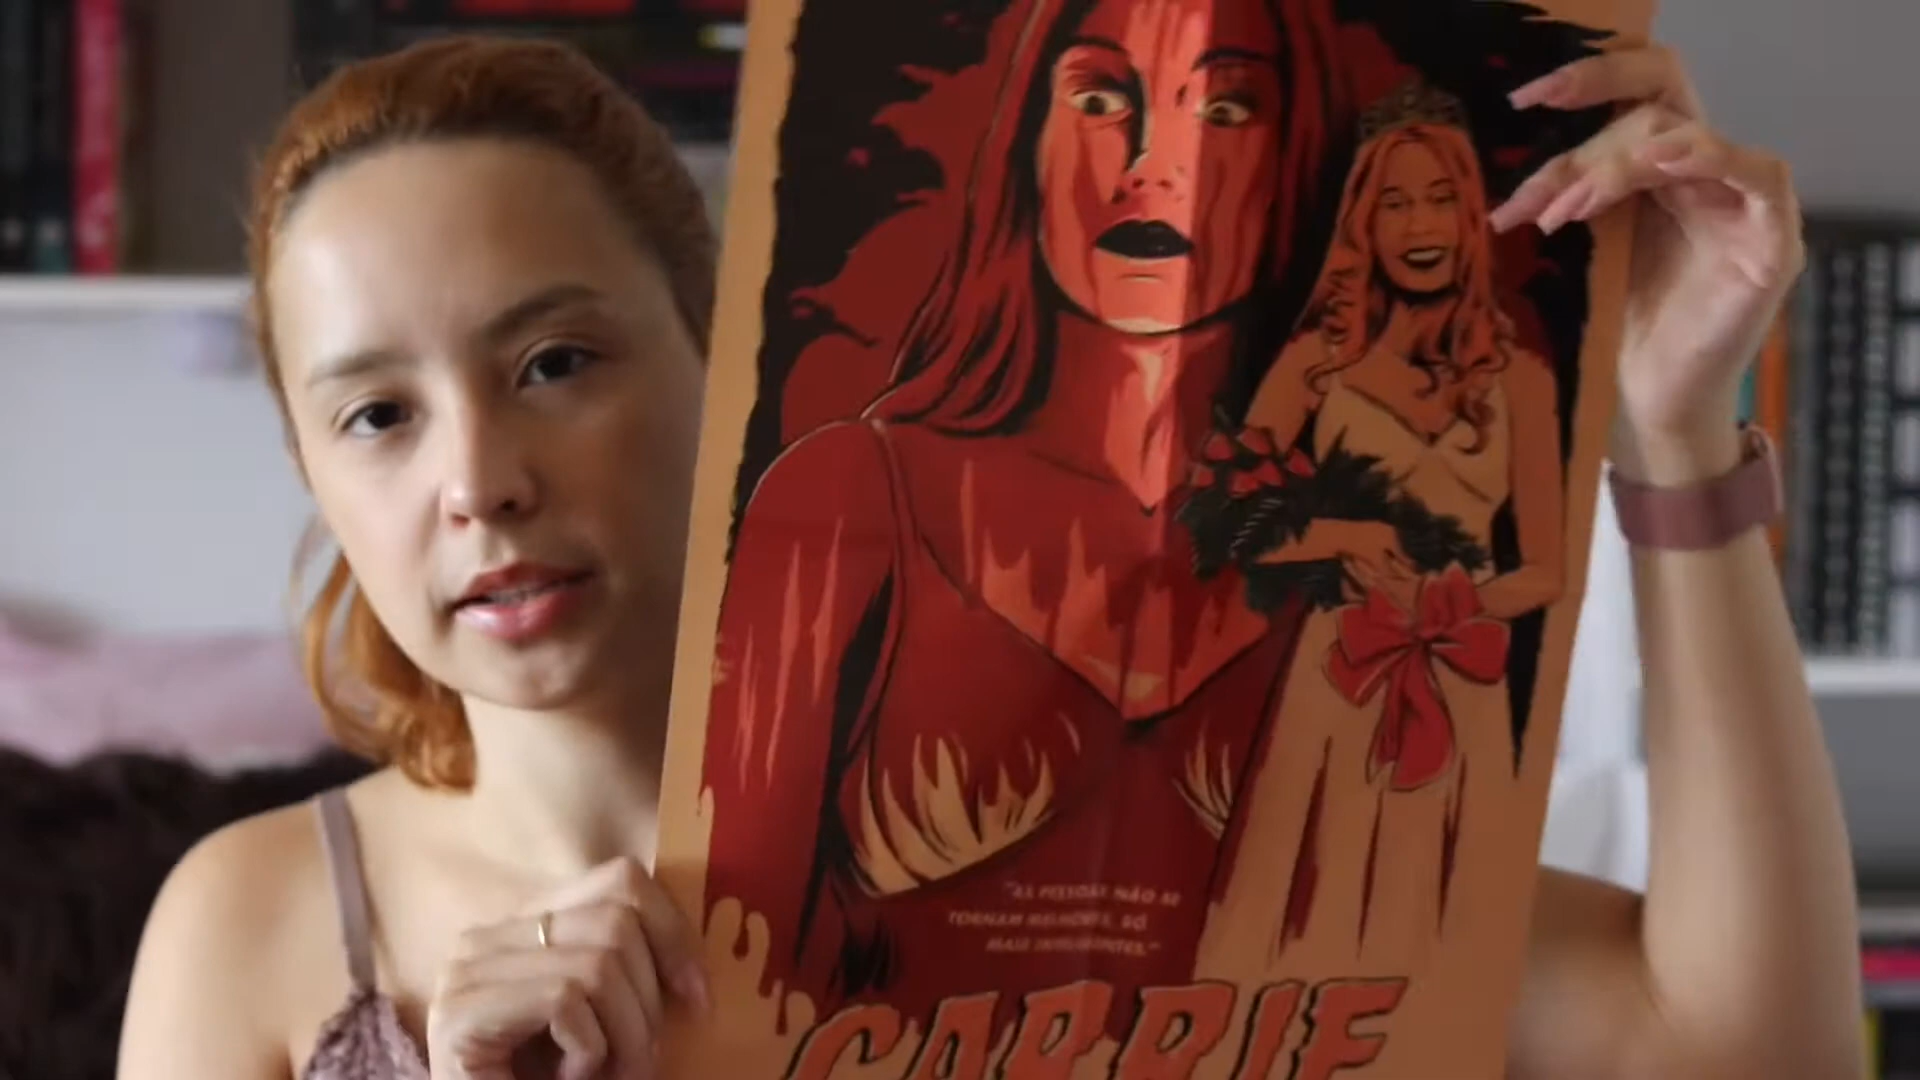 "AS PESSOAS NÃO SE
TORNAM MELHORES, SÓ
MAIS INTELIGENTES."
CARRIE